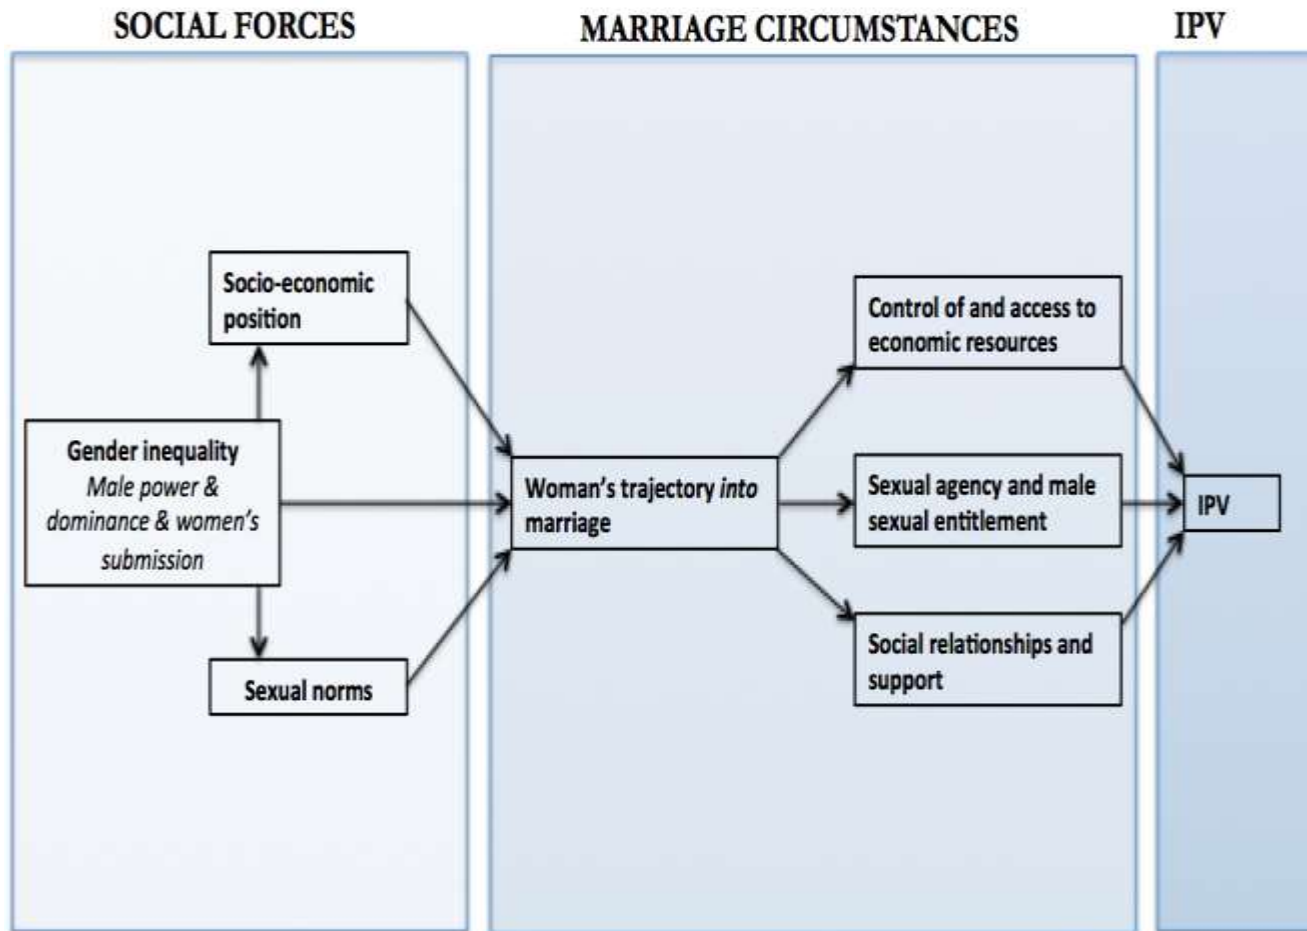 SOCIAL FORCES
MARRIAGE CIRCUMSTANCES
IPV
Socio-economic
position
Gender inequality
Male power &
dominance & women's
submission
Sexual norms
Woman's trajectory into
marriage
Control of and access to
economic resources
Sexual agency and male
sexual entitlement
Social relationships and
support
IPV